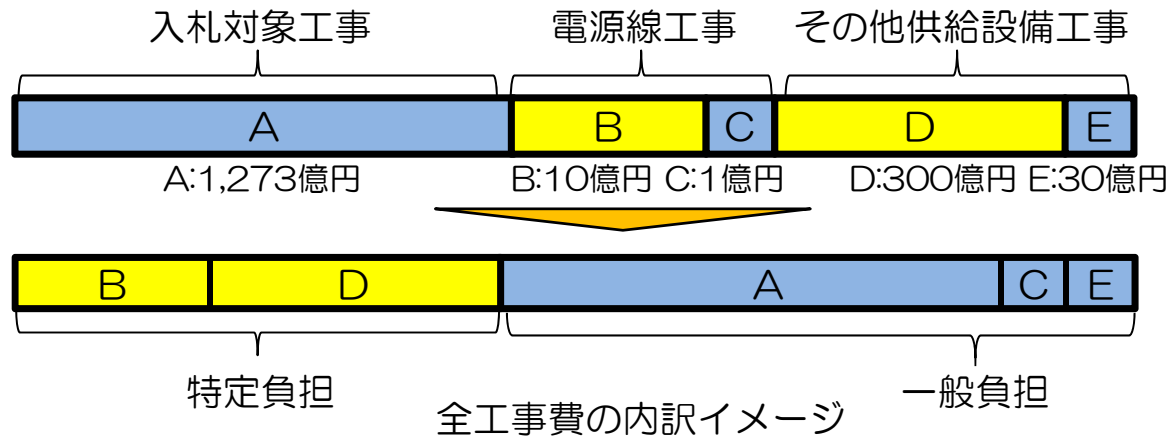 入札対象工事 電源線工事 その他供給設備工事
A B C D E
A:1,273億円 B:10億円 C:1億円 D:300億円 E:30億円
B D A C E
特定負担 一般負担
全工事費の内訳イメージ